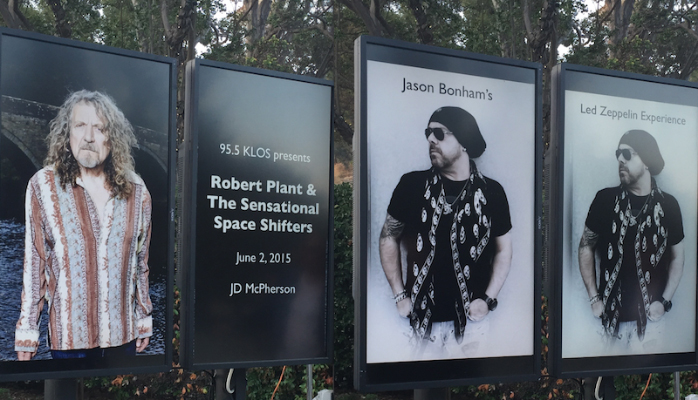 95.5 KLOS presents
Robert Plant &
The Sensational
Space Shifters
June 2, 2015
JD McPherson
Jason Bonham's
Led Zeppelin Experience